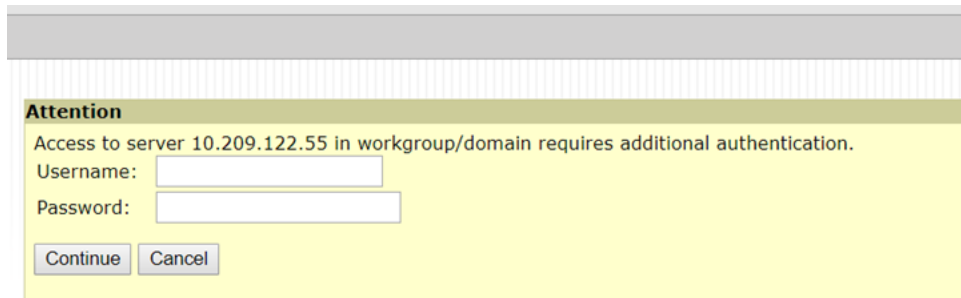 Attention
Access to server 10.209.122.55 in workgroup/domain requires additional authentication.
Username:
Password:
Continue Cancel